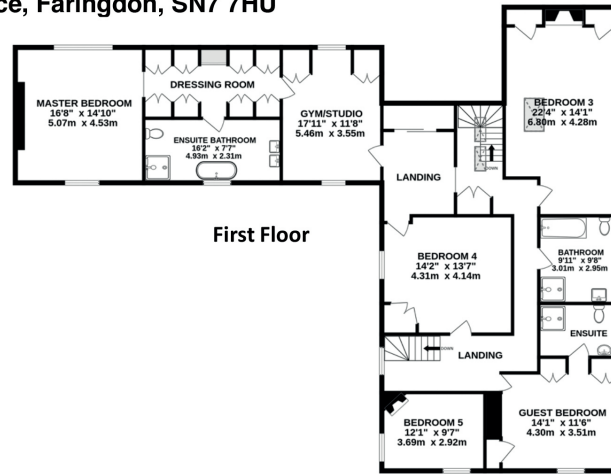 ce, Faringdon, SN7 7HU
MASTER BEDROOM
16'8" x 14'10"
5.07m x 4.53m
DRESSING ROOM
ENSUITE BATHROOM
16'2" x 7'7"
4.93m x 2.31m
GYM/STUDIO
17'11" x 11'8"
5.46m x 3.55m
LANDING
DOWN
BEDROOM 3
22'4" x 14'1"
6.80m x 4.28m
First Floor
BEDROOM 4
14'2" x 13'7"
4.31m x 4.14m
BATHROOM
9'11" x 9'8"
3.01m x 2.95m
ENSUITE
DOWN
LANDING
BEDROOM 5
12'1" x 9'7"
3.69m x 2.92m
GUEST BEDROOM
14'1" x 11'6"
4.30m x 3.51m